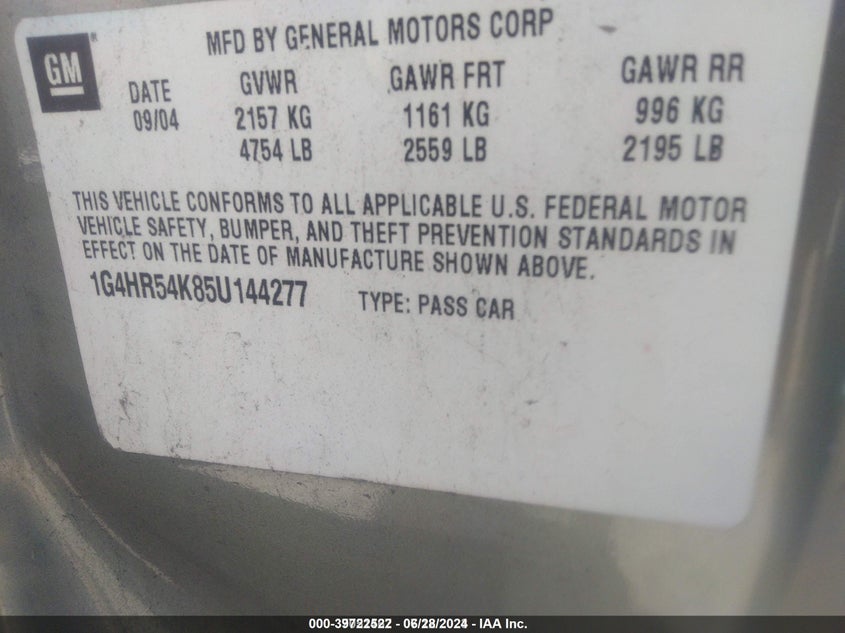 GM
MFD BY GENERAL MOTORS CORP
DATE GVWR GAWR FRT GAWR RR
09/04 2157 KG 1161 KG 996 KG
4754 LB 2559 LB 2195 LB
THIS VEHICLE CONFORMS TO ALL APPLICABLE U.S. FEDERAL MOTOR
VEHICLE SAFETY, BUMPER, AND THEFT PREVENTION STANDARDS IN
EFFECT ON THE DATE OF MANUFACTURE SHOWN ABOVE.
1G4HR54K85U144277 TYPE: PASS CAR
06/28/2024 - IAA Inc.